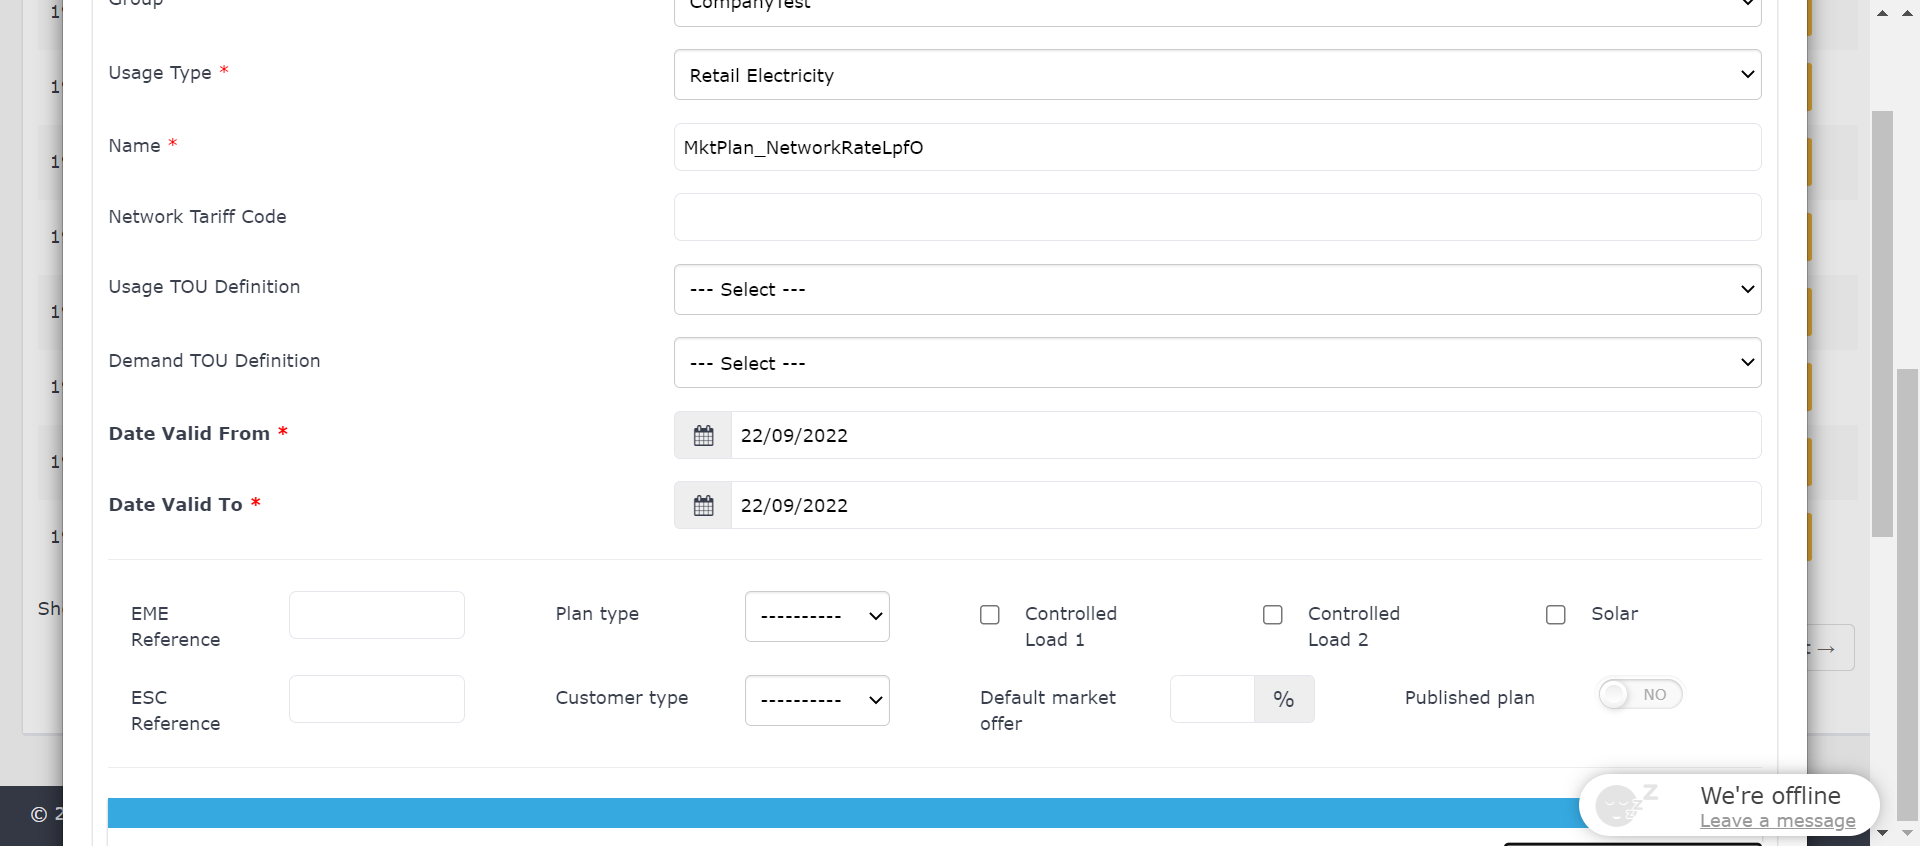 Group
CompanyTest
Usage Type *
Retail Electricity
Name *
MktPlan_NetworkRateLpfO
Network Tariff Code
Usage TOU Definition
--- Select ---
Demand TOU Definition
--- Select ---
Date Valid From *
22/09/2022
Date Valid To *
22/09/2022
EME
Reference
Plan type
----------
Controlled
Load 1
Controlled
Load 2
Solar
ESC
Reference
Customer type
----------
Default market
offer
%
Published plan
NO
We're offline
Leave a message